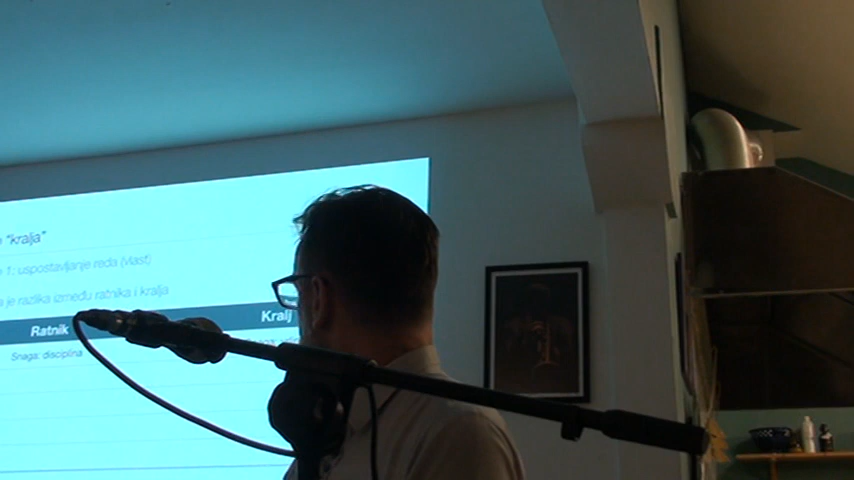 "kralja"
1: uspostavljanje reda (vlast)
je razlika između ratnika i kralja
Ratnik Kralj
Snaga: disciplina